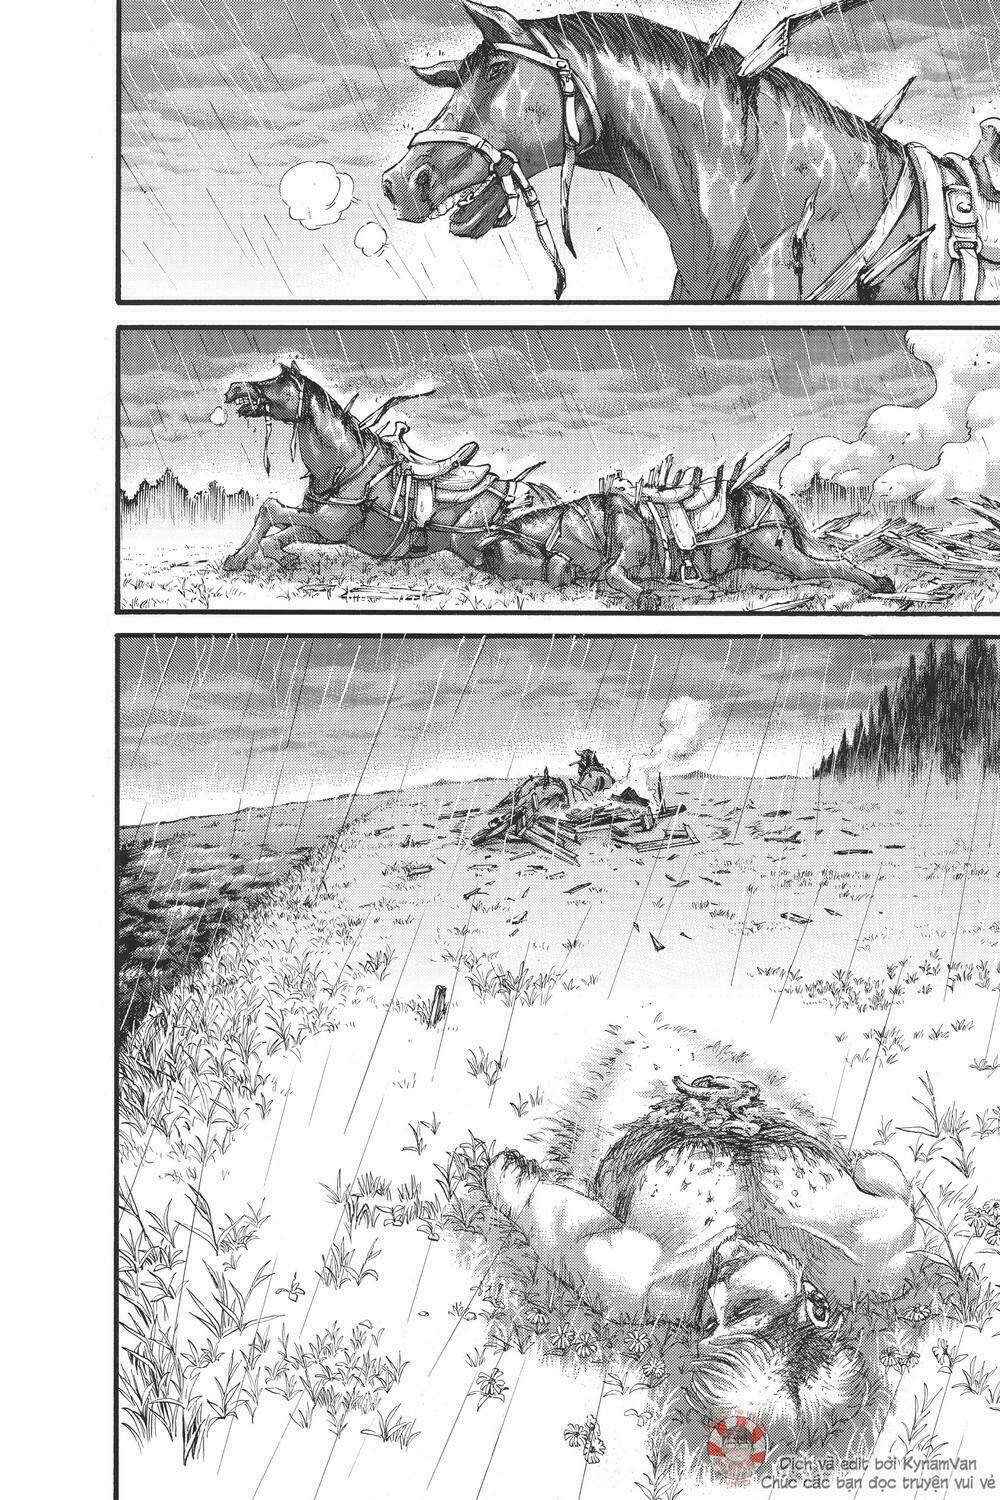 Dịch và edit bởi KynamVan
Chúc các bạn đọc truyện vui vẻ